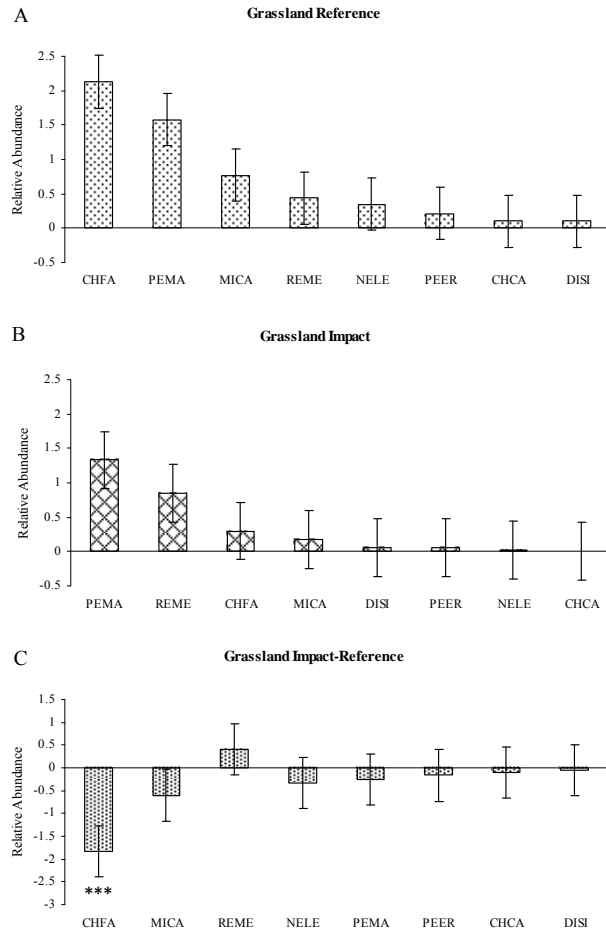 A
Grassland Reference
Relative Abundance
2.5
2
1.5
1
0.5
0
-0.5
CHFA PEMA MICA REME NELE PEER CHCA DISI
B
Grassland Impact
Relative Abundance
2.5
2
1.5
1
0.5
0
-0.5
PEMA REME CHFA MICA DISI PEER NELE CHCA
C
Grassland Impact-Reference
Relative Abundance
1.5
1
0.5
0
-0.5
-1
-1.5
-2
-2.5
-3
***
CHFA MICA REME NELE PEMA PEER CHCA DISI